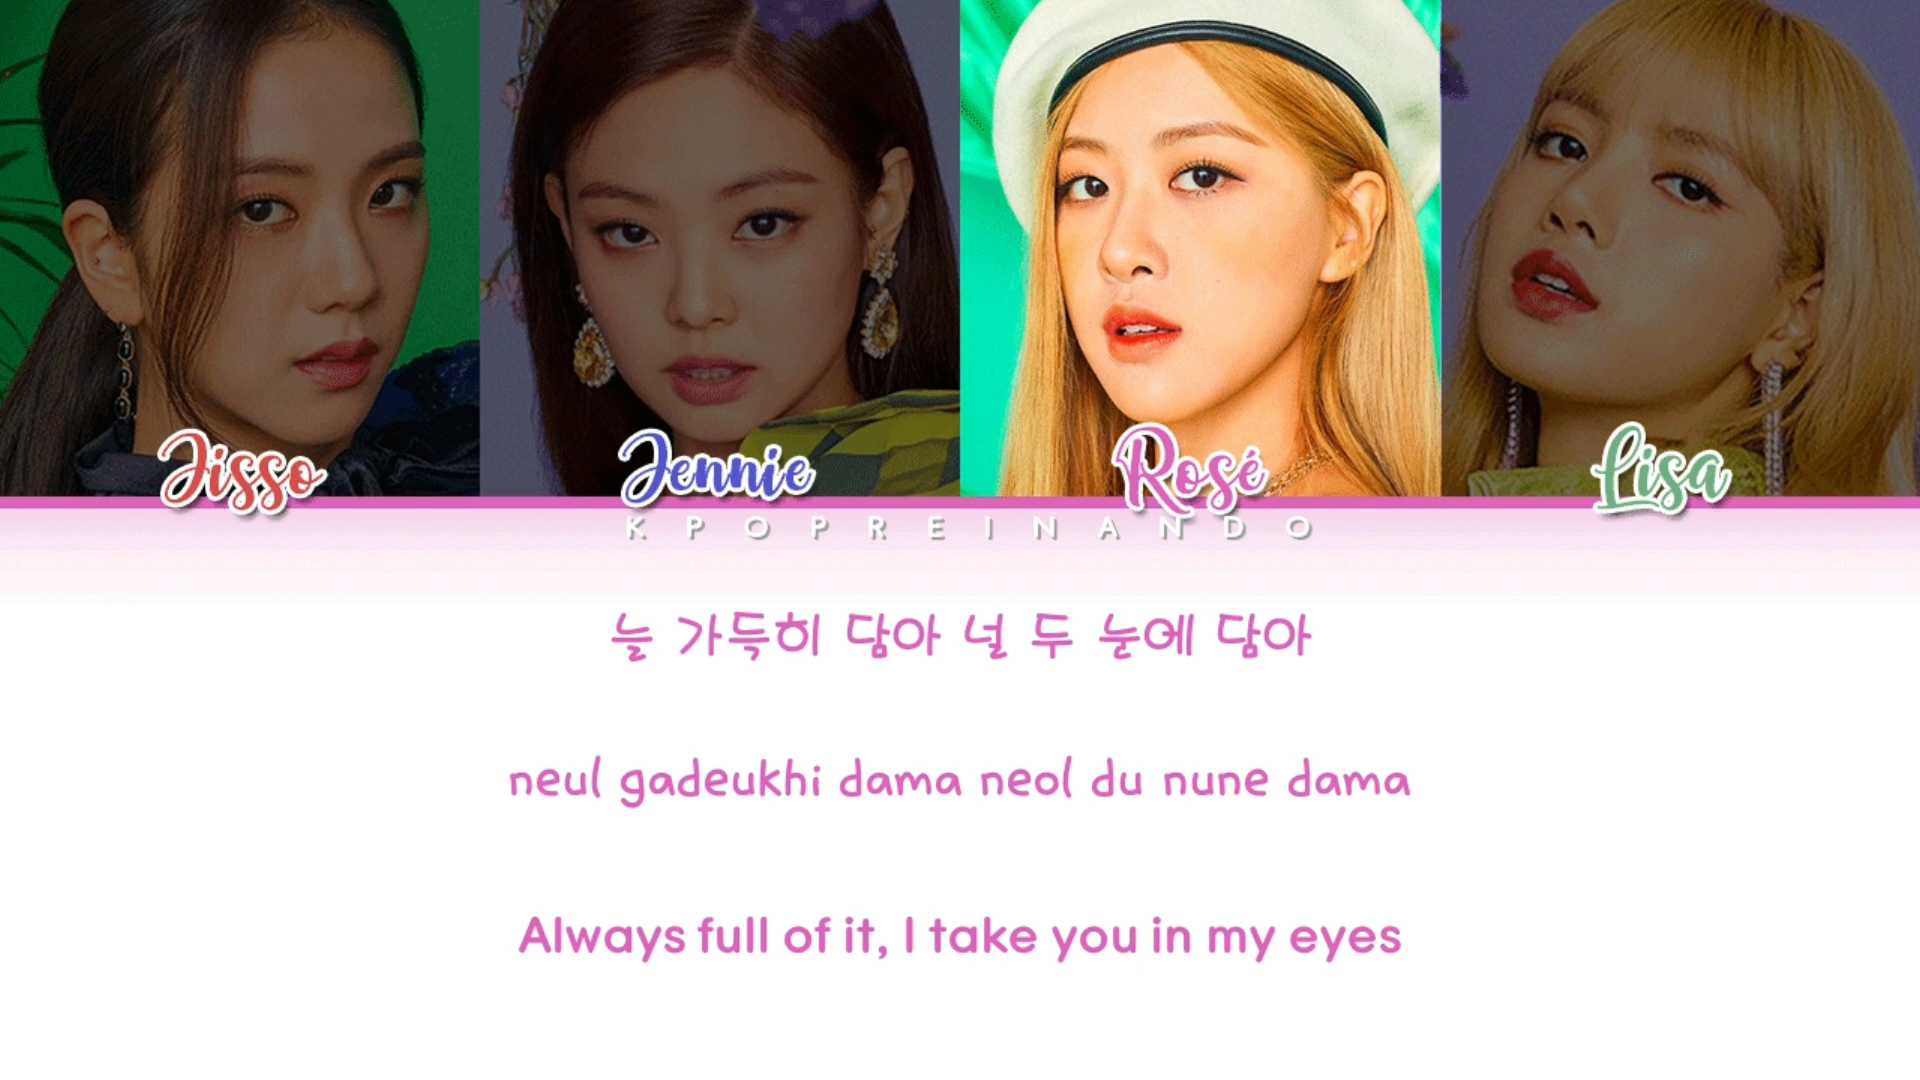 Jisso Jennie Rosé Lisa
KPOPREINANDO
늘 가득히 담아 널 두 눈에 담아
neul gadeukhi dama neol du nune dama
Always full of it, I take you in my eyes